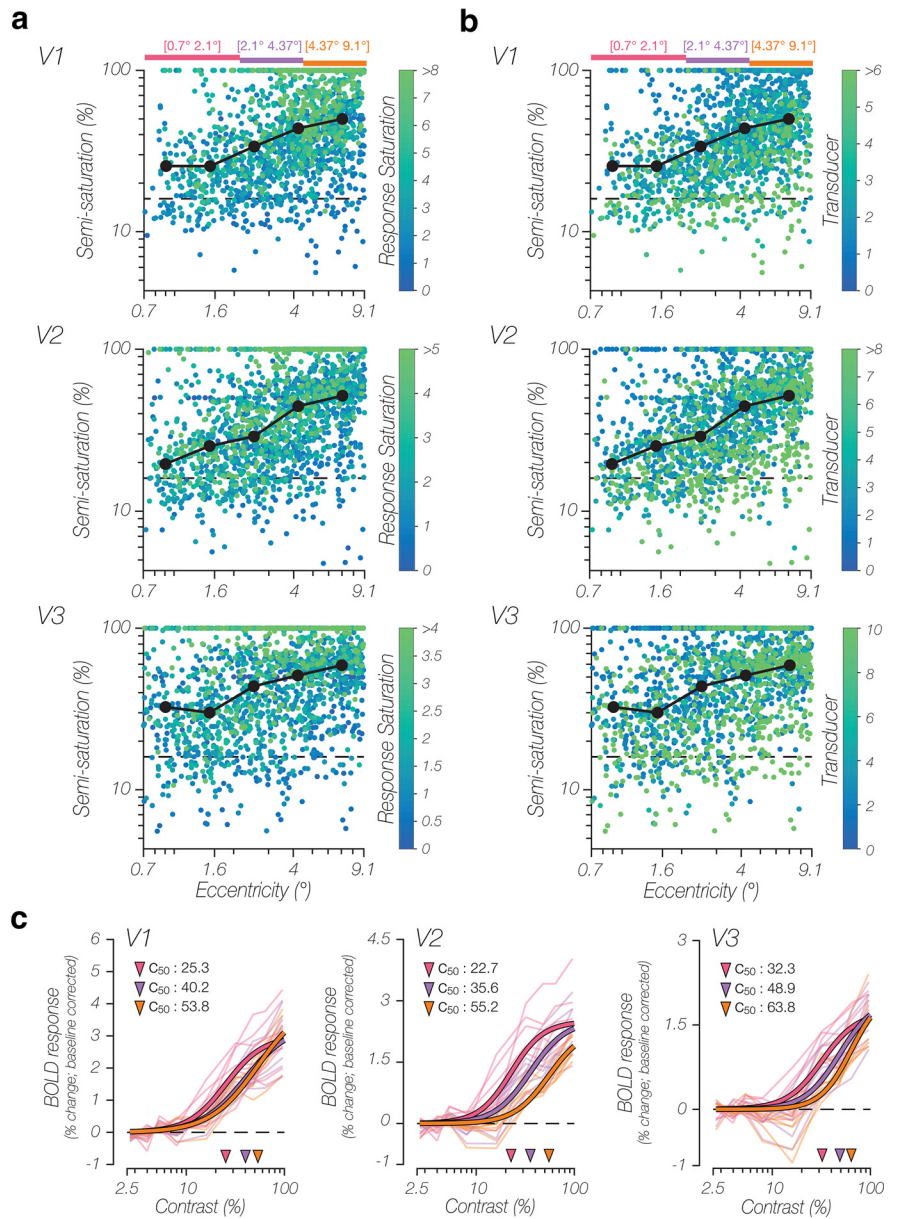 a
b
[0.7° 2.1°] [2.1° 4.37°] [4.37° 9.1°]
[0.7° 2.1°] [2.1° 4.37°] [4.37° 9.1°]
V1
100
10
Semi-saturation (%)
0.7 1.6 4 9.1
>8
7
6
5
4
3
2
1
0
Response Saturation
V1
100
10
Semi-saturation (%)
0.7 1.6 4 9.1
>6
5
4
3
2
1
0
Transducer
V2
100
10
Semi-saturation (%)
0.7 1.6 4 9.1
>5
4
3
2
1
0
Response Saturation
V2
100
10
Semi-saturation (%)
0.7 1.6 4 9.1
>8
7
6
5
4
3
2
1
0
Transducer
V3
100
10
Semi-saturation (%)
0.7 1.6 4 9.1
Eccentricity (°)
>4
3.5
3
2.5
2
1.5
1
0.5
0
Response Saturation
V3
100
10
Semi-saturation (%)
0.7 1.6 4 9.1
Eccentricity (°)
10
8
6
4
2
0
Transducer
c
V1
6
5
4
3
2
1
0
-1
BOLD response
(% change; baseline corrected)
C50 : 25.3
C50 : 40.2
C50 : 53.8
2.5 10 100
Contrast (%)
V2
4.5
3
1.5
0
-1
BOLD response
(% change; baseline corrected)
C50 : 22.7
C50 : 35.6
C50 : 55.2
2.5 10 100
Contrast (%)
V3
3
1.5
0
-1
BOLD response
(% change; baseline corrected)
C50 : 32.3
C50 : 48.9
C50 : 63.8
2.5 10 100
Contrast (%)